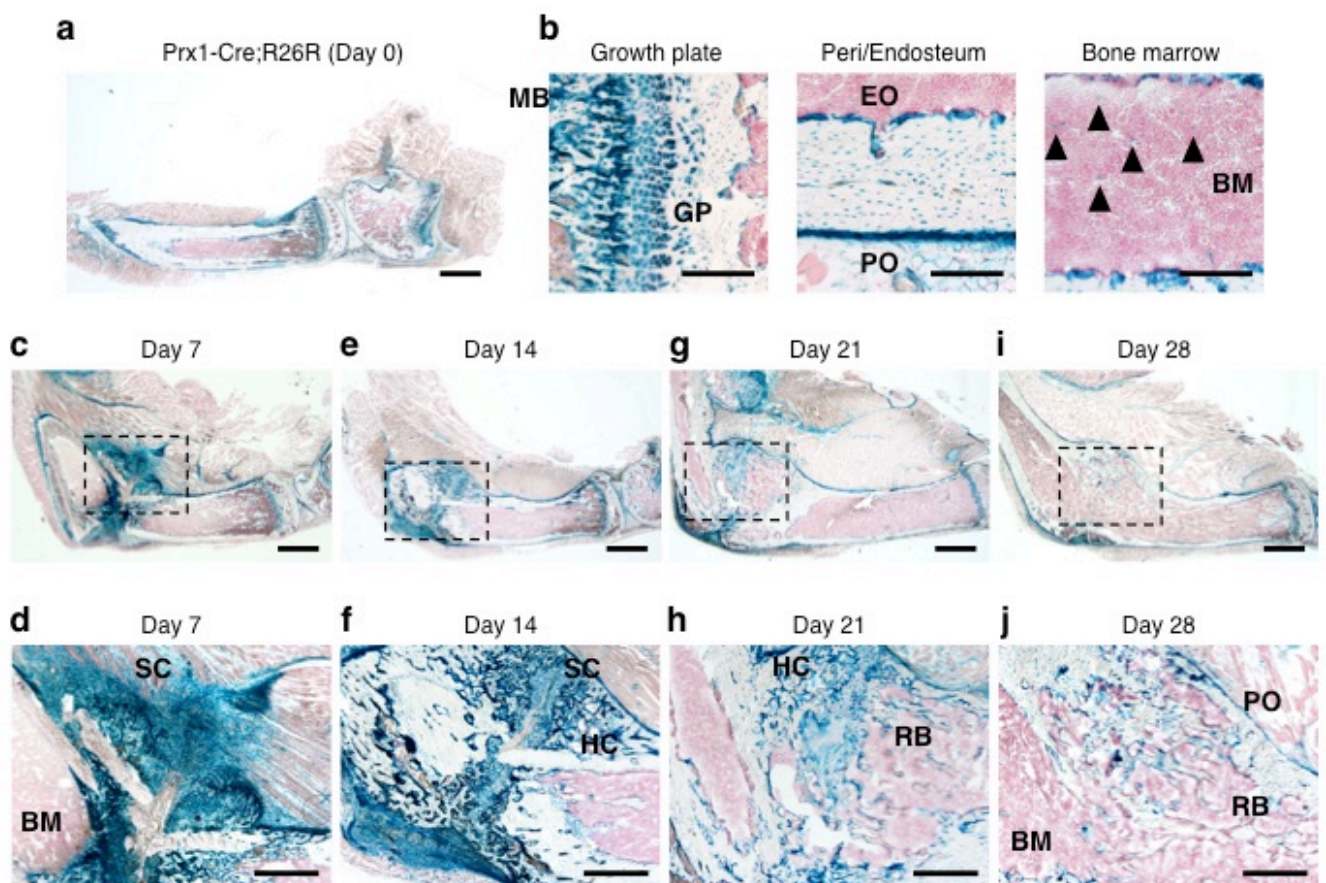 a
Prx1-Cre;R26R (Day 0)
b
Growth plate
Peri/Endosteum
Bone marrow
MB
GP
EO
PO
BM
c
Day 7
e
Day 14
g
Day 21
i
Day 28
d
Day 7
f
Day 14
h
Day 21
j
Day 28
SC
BM
SC
HC
HC
RB
PO
RB
BM